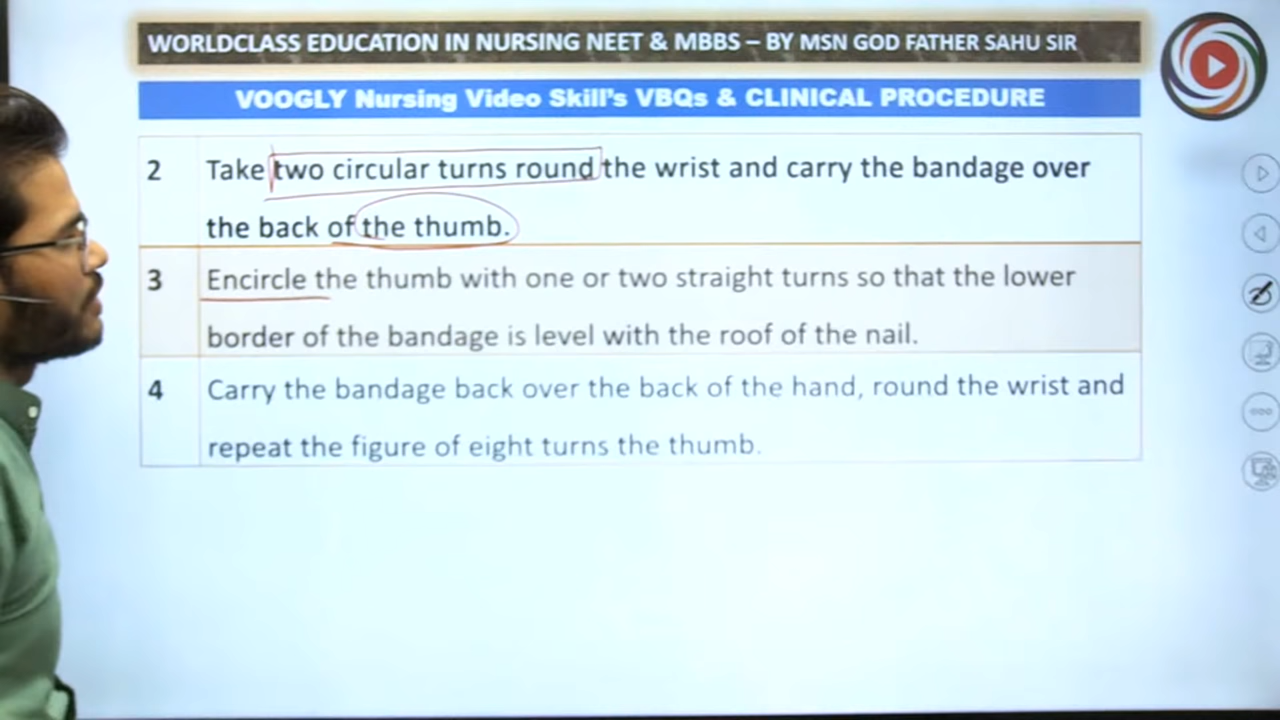 WORLDCLASS EDUCATION IN NURSING NEET & MBBS – BY MSN GOD FATHER SAHU SIR
VOOGLY Nursing Video Skill's VBQs & CLINICAL PROCEDURE
2 Take two circular turns round the wrist and carry the bandage over
the back of the thumb.
3 Encircle the thumb with one or two straight turns so that the lower
border of the bandage is level with the roof of the nail.
4 Carry the bandage back over the back of the hand, round the wrist and
repeat the figure of eight turns the thumb.